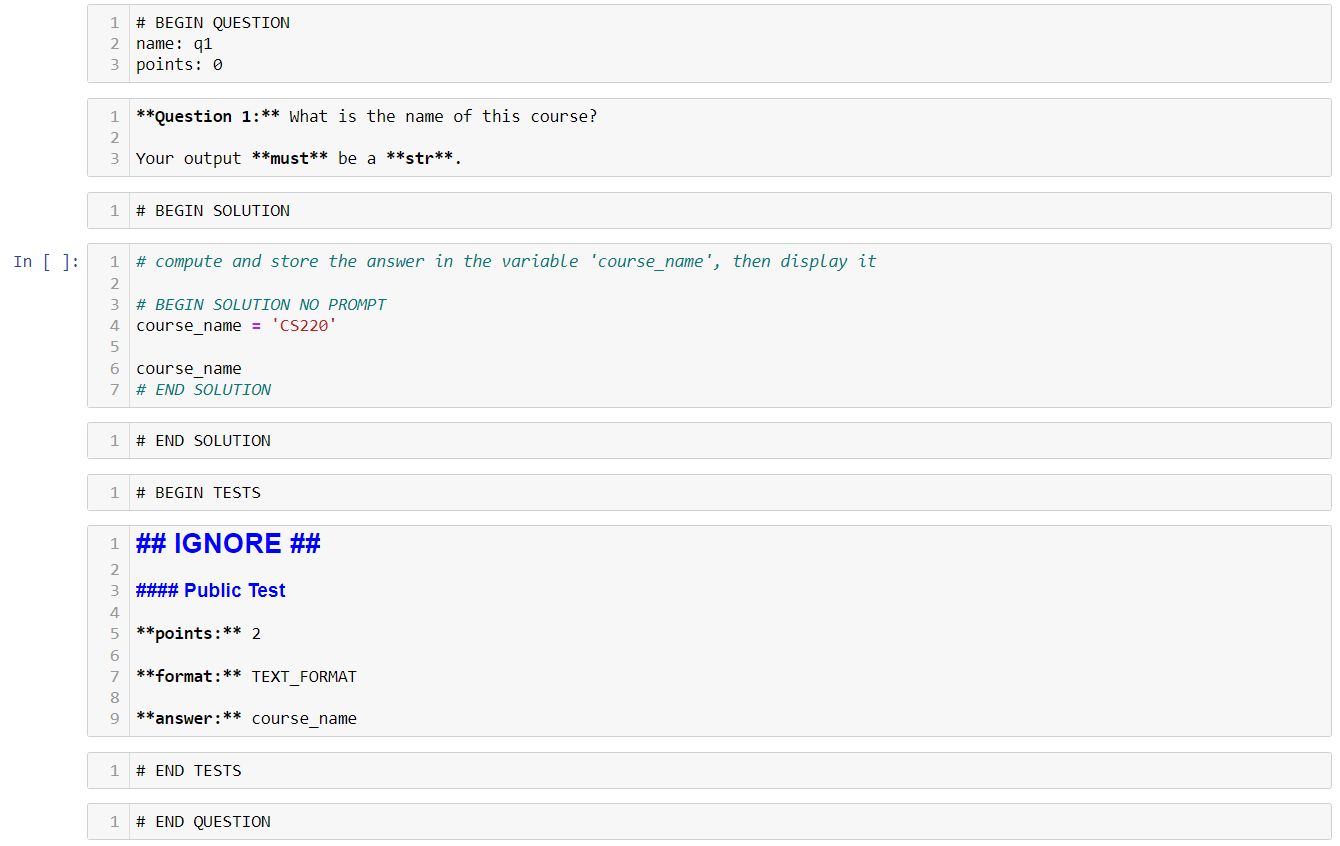 1 # BEGIN QUESTION
2 name: q1
3 points: 0
1 **Question 1:** What is the name of this course?
2
3 Your output **must** be a **str**.
1 # BEGIN SOLUTION
In [ ]: 1 # compute and store the answer in the variable 'course_name', then display it
2
3 # BEGIN SOLUTION NO PROMPT
4 course_name = 'CS220'
5
6 course_name
7 # END SOLUTION
1 # END SOLUTION
1 # BEGIN TESTS
1 ## IGNORE ##
2
3 #### Public Test
4
5 **points:** 2
6
7 **format:** TEXT_FORMAT
8
9 **answer:** course_name
1 # END TESTS
1 # END QUESTION